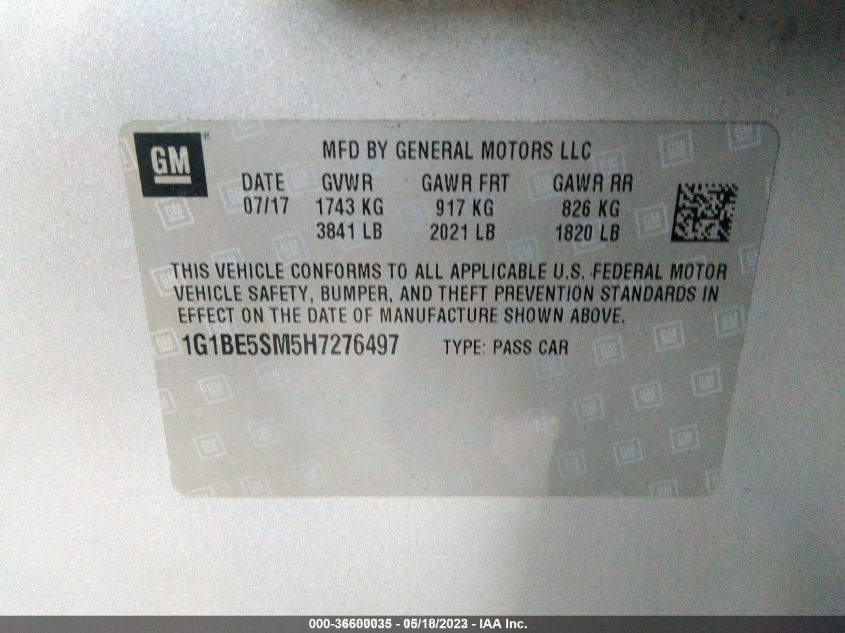 GM
MFD BY GENERAL MOTORS LLC
DATE GVWR GAWR FRT GAWR RR
07/17 1743 KG 917 KG 826 KG
3841 LB 2021 LB 1820 LB
THIS VEHICLE CONFORMS TO ALL APPLICABLE U.S. FEDERAL MOTOR
VEHICLE SAFETY, BUMPER, AND THEFT PREVENTION STANDARDS IN
EFFECT ON THE DATE OF MANUFACTURE SHOWN ABOVE.
1G1BE5SM5H7276497 TYPE: PASS CAR
000-36600035 - 05/18/2023 - IAA Inc.